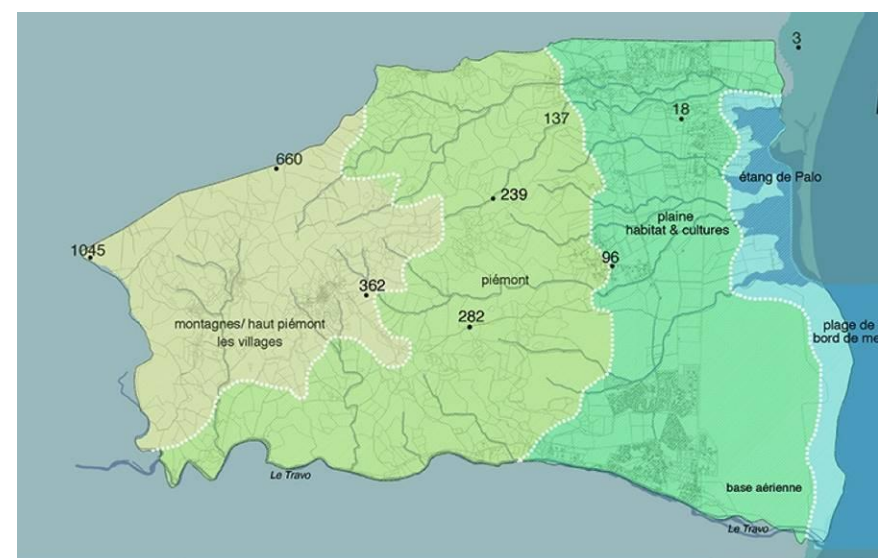 3
18
137
660
étang de Palo
239
plaine
habitat & cultures
1045
96
piémont
362
282
montagnes/ haut piémont
les villages
plage de
bord de me
Le Travo
base aérienne
Le Travo